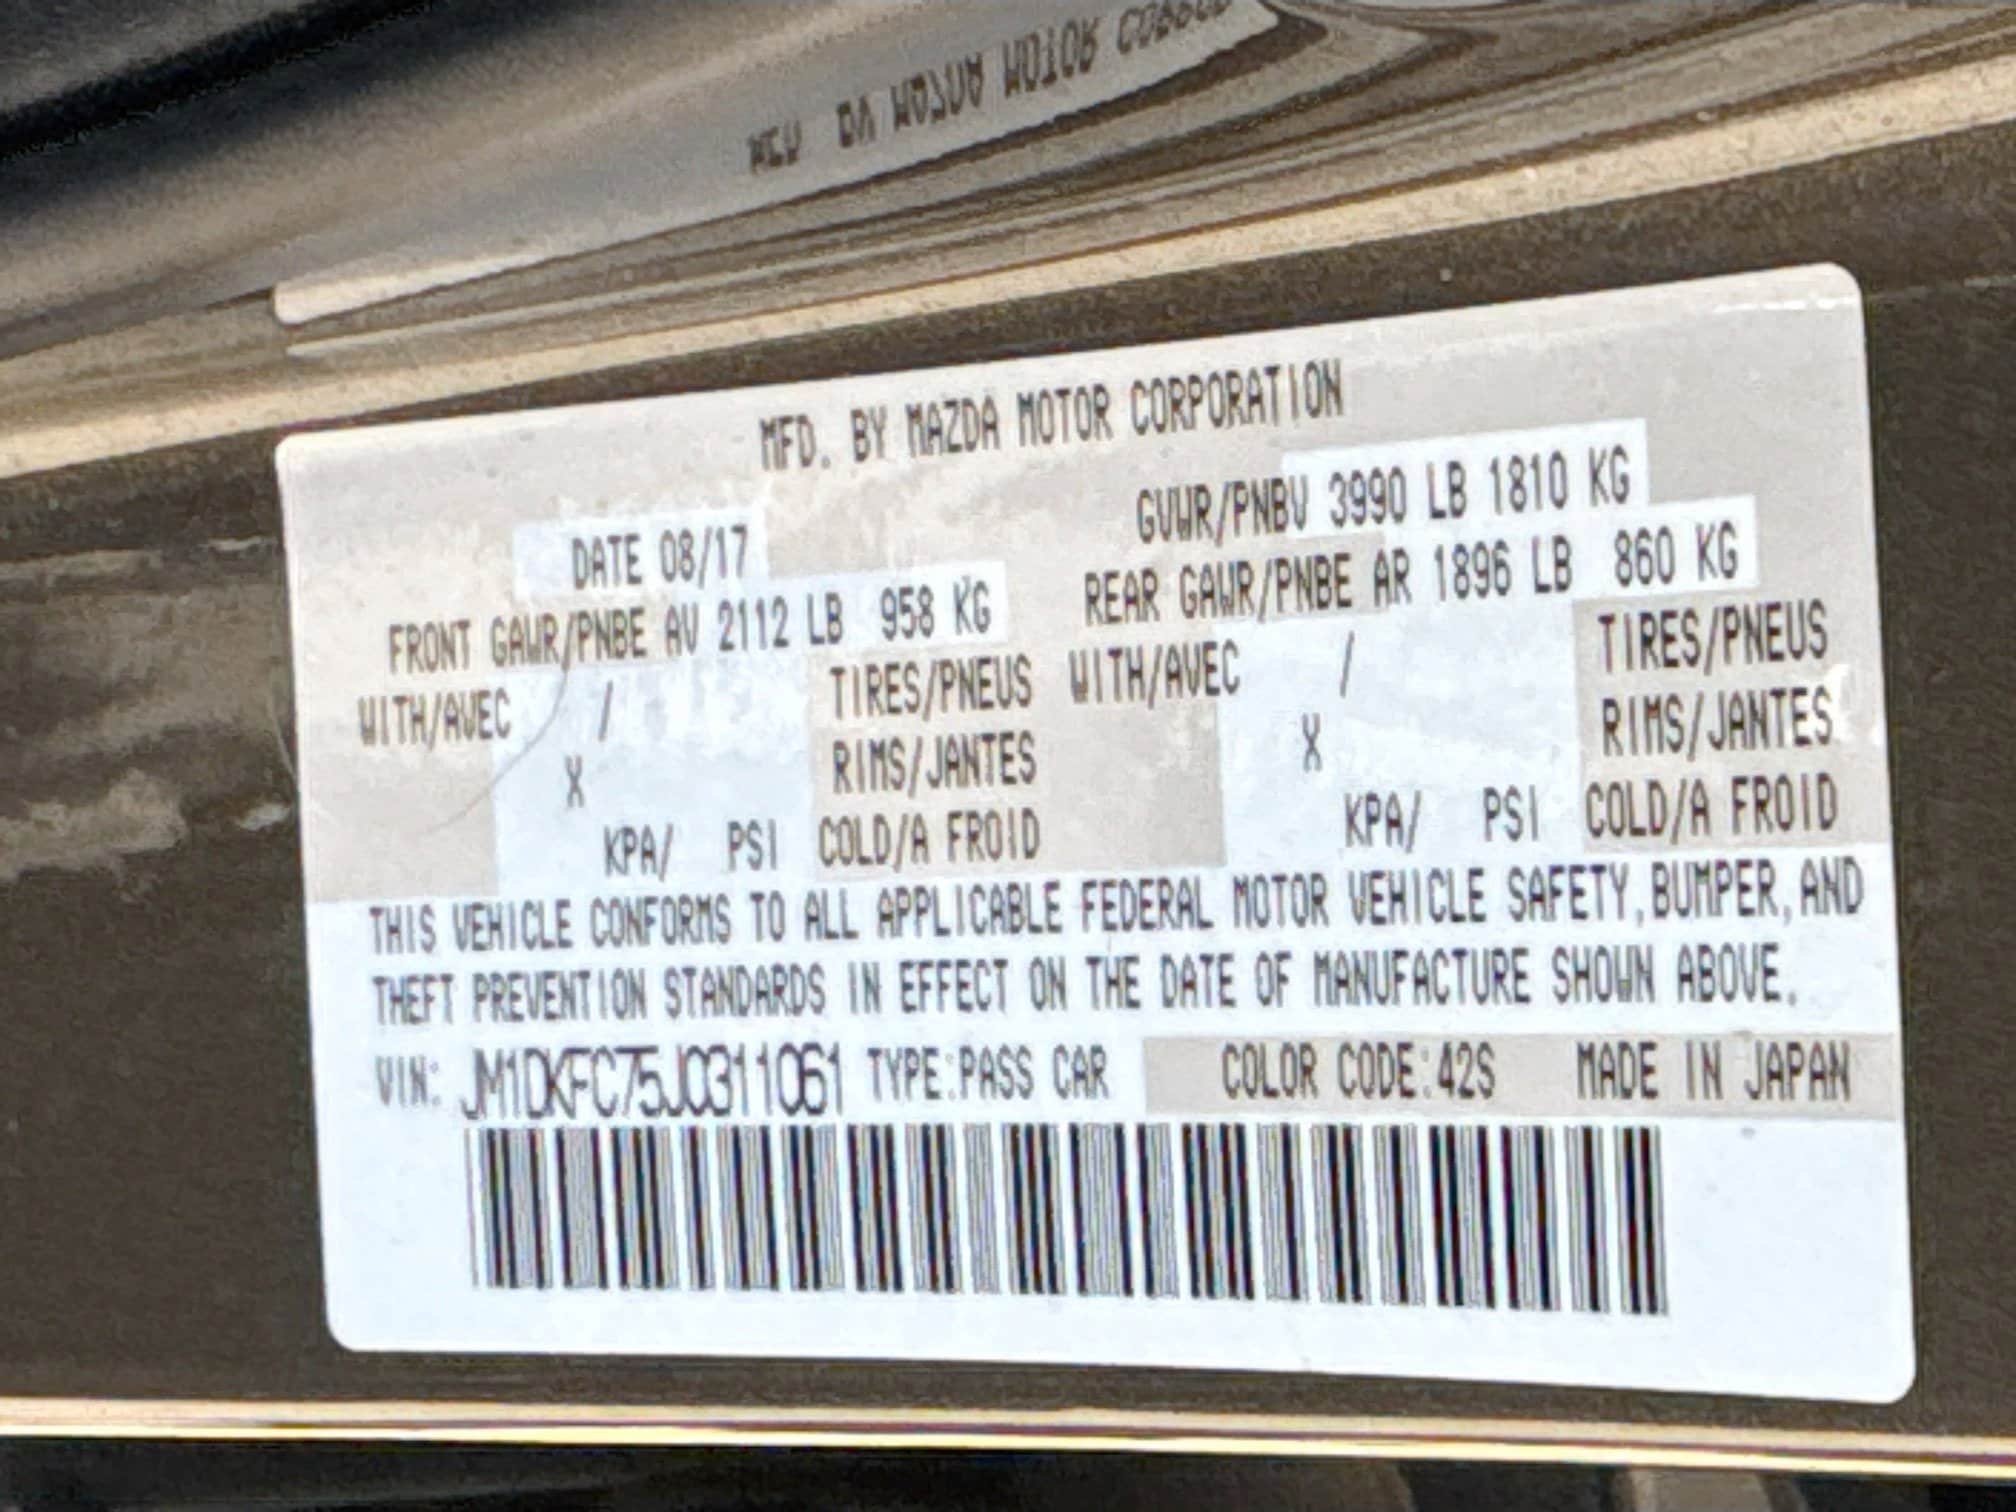 MFD. BY MAZDA MOTOR CORPORATION
DATE 08/17 GVWR/PNBV 3990 LB 1810 KG
FRONT GAWR/PNBE AV 2112 LB 958 KG REAR GAWR/PNBE AR 1896 LB 860 KG
WITH/AVEC / TIRES/PNEUS WITH/AVEC / TIRES/PNEUS
X RIMS/JANTES X RIMS/JANTES
KPA/ PSI COLD/A FROID KPA/ PSI COLD/A FROID
THIS VEHICLE CONFORMS TO ALL APPLICABLE FEDERAL MOTOR VEHICLE SAFETY, BUMPER, AND
THEFT PREVENTION STANDARDS IN EFFECT ON THE DATE OF MANUFACTURE SHOWN ABOVE.
VIN: JM1DKFC75J0311061 TYPE:PASS CAR COLOR CODE:42S MADE IN JAPAN